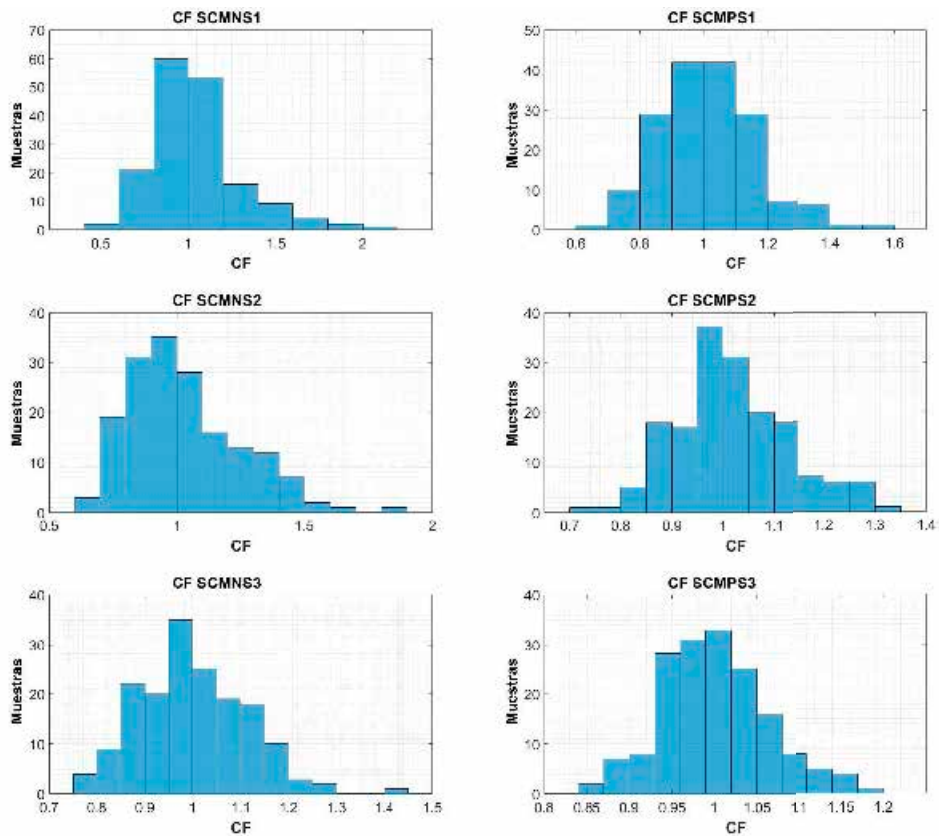 CF SCMNS1
70
60
50
40
30
20
10
0
Muestras
0.5 1 1.5 2
CF
CF SCMPS1
50
40
30
20
10
0
Muestras
0.6 0.8 1 1.2 1.4 1.6
CF
CF SCMNS2
40
30
20
10
0
Muestras
0.5 1 1.5 2
CF
CF SCMPS2
40
30
20
10
0
Muestras
0.7 0.8 0.9 1 1.1 1.2 1.3 1.4
CF
CF SCMNS3
40
30
20
10
0
Muestras
0.7 0.8 0.9 1 1.1 1.2 1.3 1.4 1.5
CF
CF SCMPS3
40
30
20
10
0
Muestras
0.8 0.85 0.9 0.95 1 1.05 1.1 1.15 1.2
CF